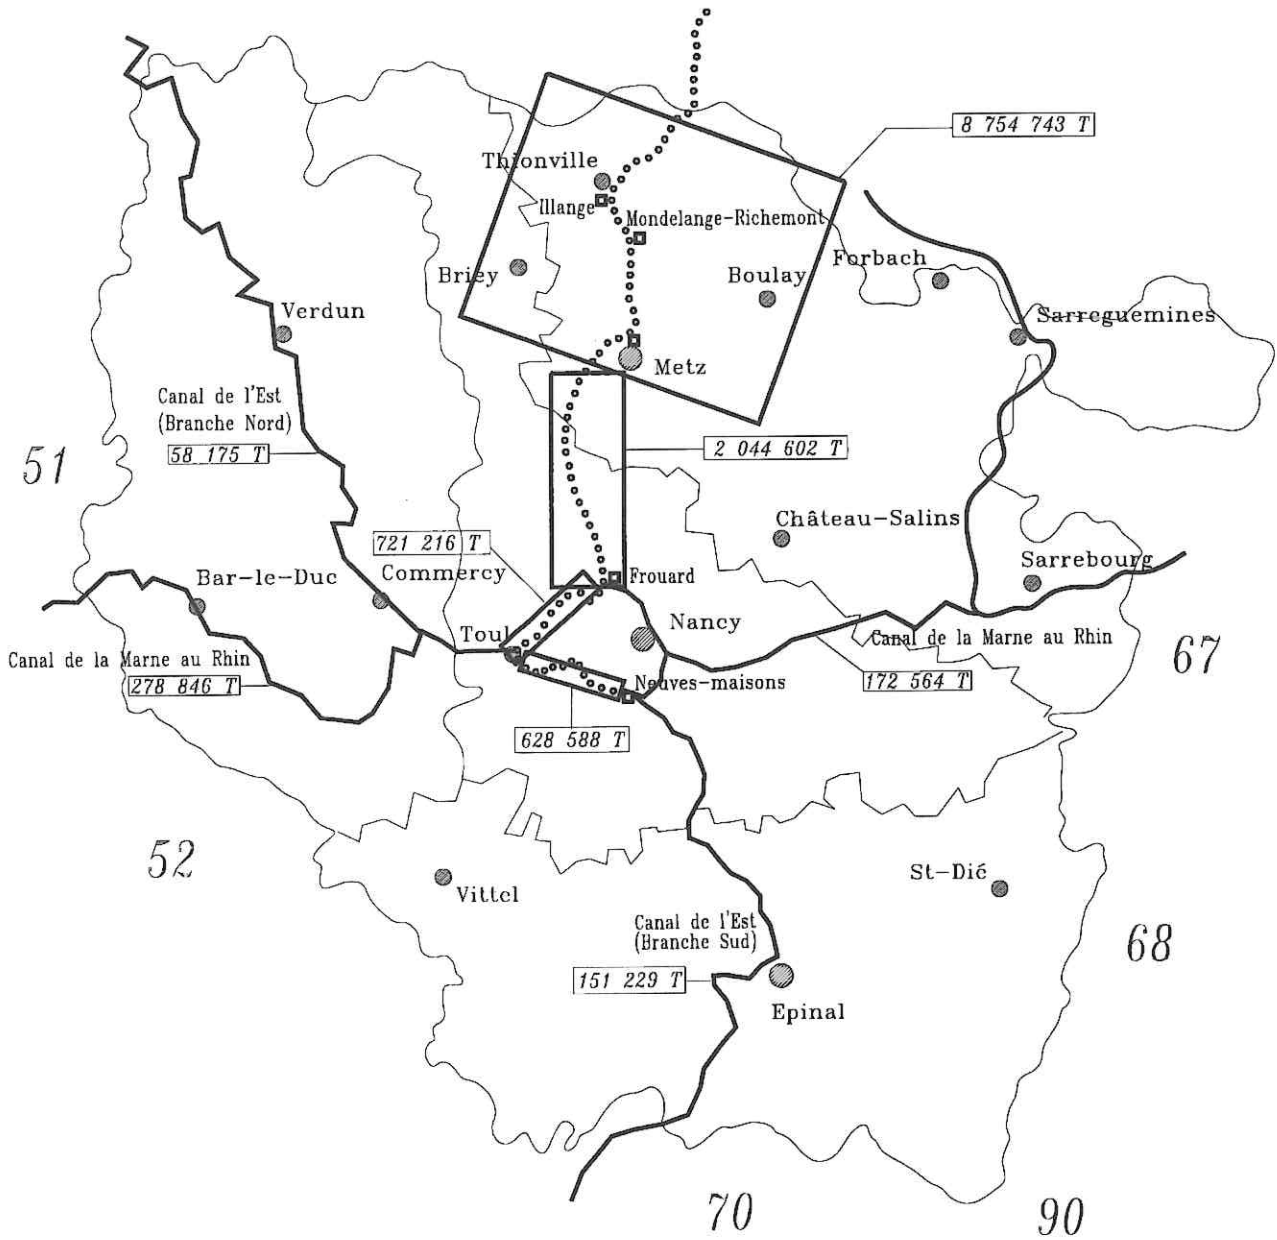 8 754 743 T
Thionville
Illange
Mondelange-Richemont
Briey
Boulay
Forbach
Verdun
Sarreguemines
Metz
Canal de l'Est
(Branche Nord)
58 175 T
2 044 602 T
51
Château-Salins
721 216 T
Sarrebourg
Bar-le-Duc
Commercy
Frouard
Toul
Nancy
Canal de la Marne au Rhin
Canal de la Marne au Rhin
67
278 846 T
Neuves-maisons
172 564 T
628 588 T
52
St-Dié
Vittel
Canal de l'Est
(Branche Sud)
68
151 229 T
Epinal
70
90